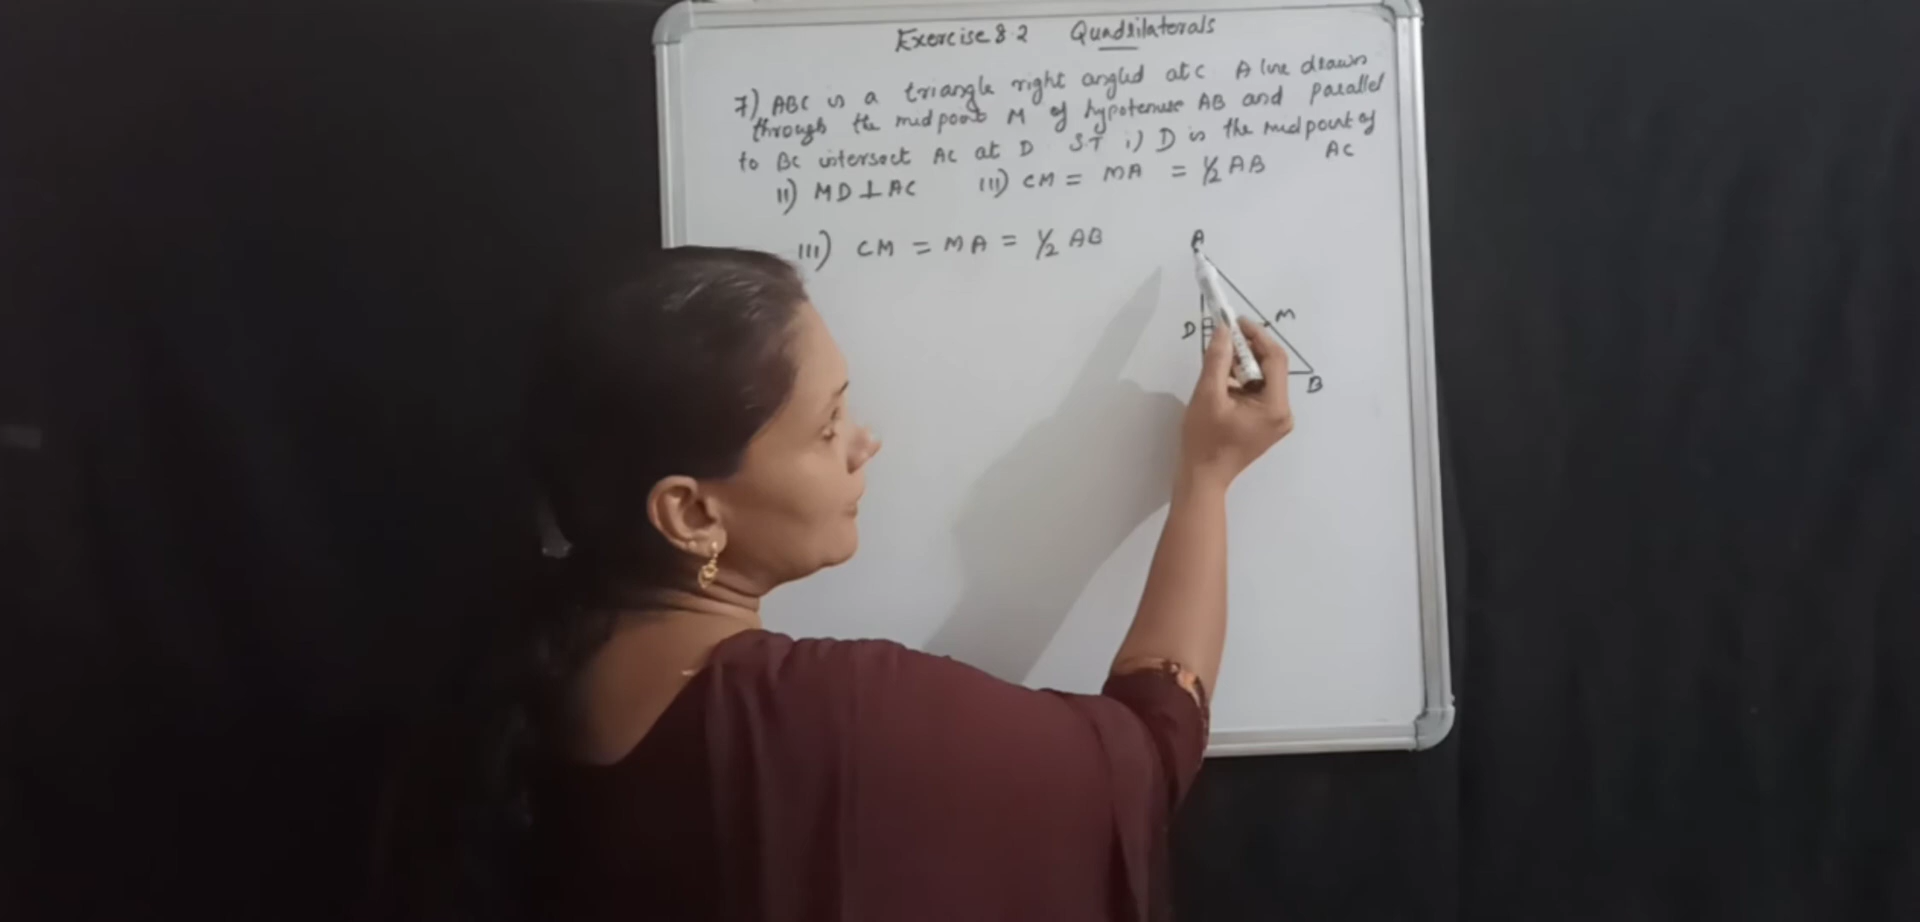 Exercise 8.2 Quadrilaterals
7) ABC is a triangle right angled at C A line drawn
through the midpoint M of hypotenuse AB and parallel
to BC intersect AC at D S.T i) D is the midpoint of
AC
ii) MD ⊥ AC iii) CM = MA = 1/2 AB
iii) CM = MA = 1/2 AB
A
D
M
B